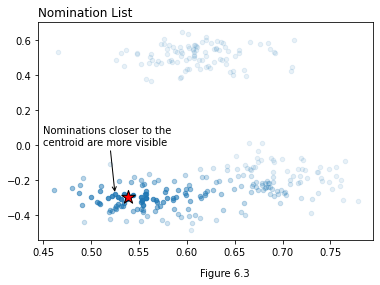 Nomination List
0.6
0.4
0.2
0.0
−0.2
−0.4
Nominations closer to the
centroid are more visible
0.45 0.50 0.55 0.60 0.65 0.70 0.75
Figure 6.3